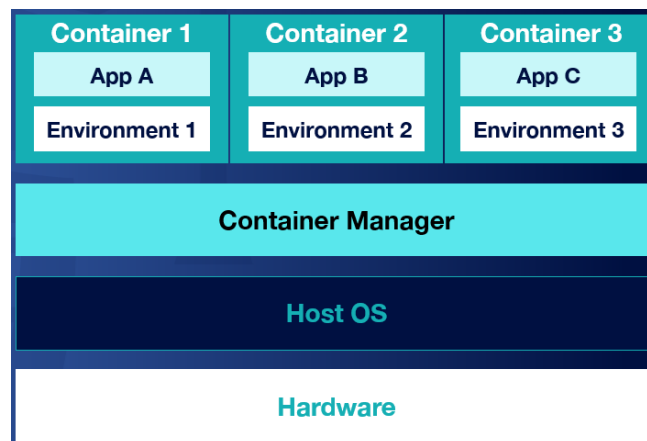 Container 1 Container 2 Container 3
App A App B App C
Environment 1 Environment 2 Environment 3
Container Manager
Host OS
Hardware